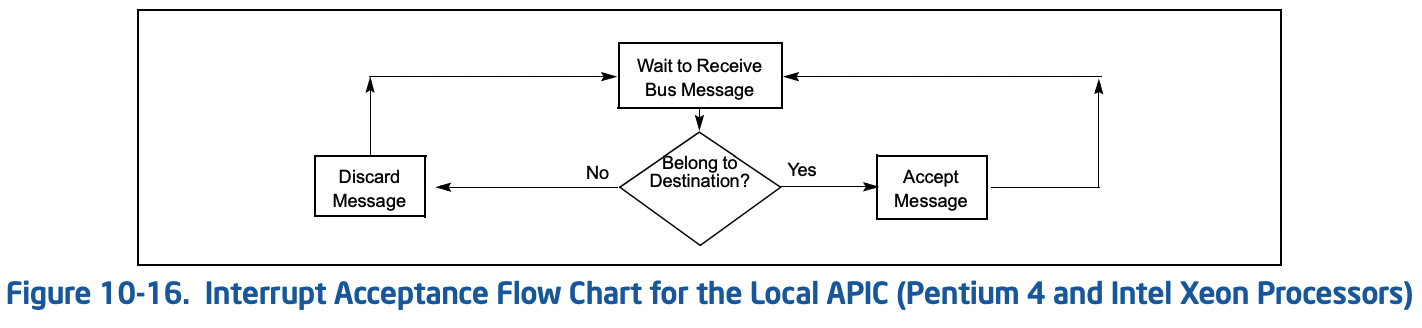 Wait to Receive
Bus Message
Belong to
Destination?
No
Yes
Discard
Message
Accept
Message
Figure 10-16. Interrupt Acceptance Flow Chart for the Local APIC (Pentium 4 and Intel Xeon Processors)